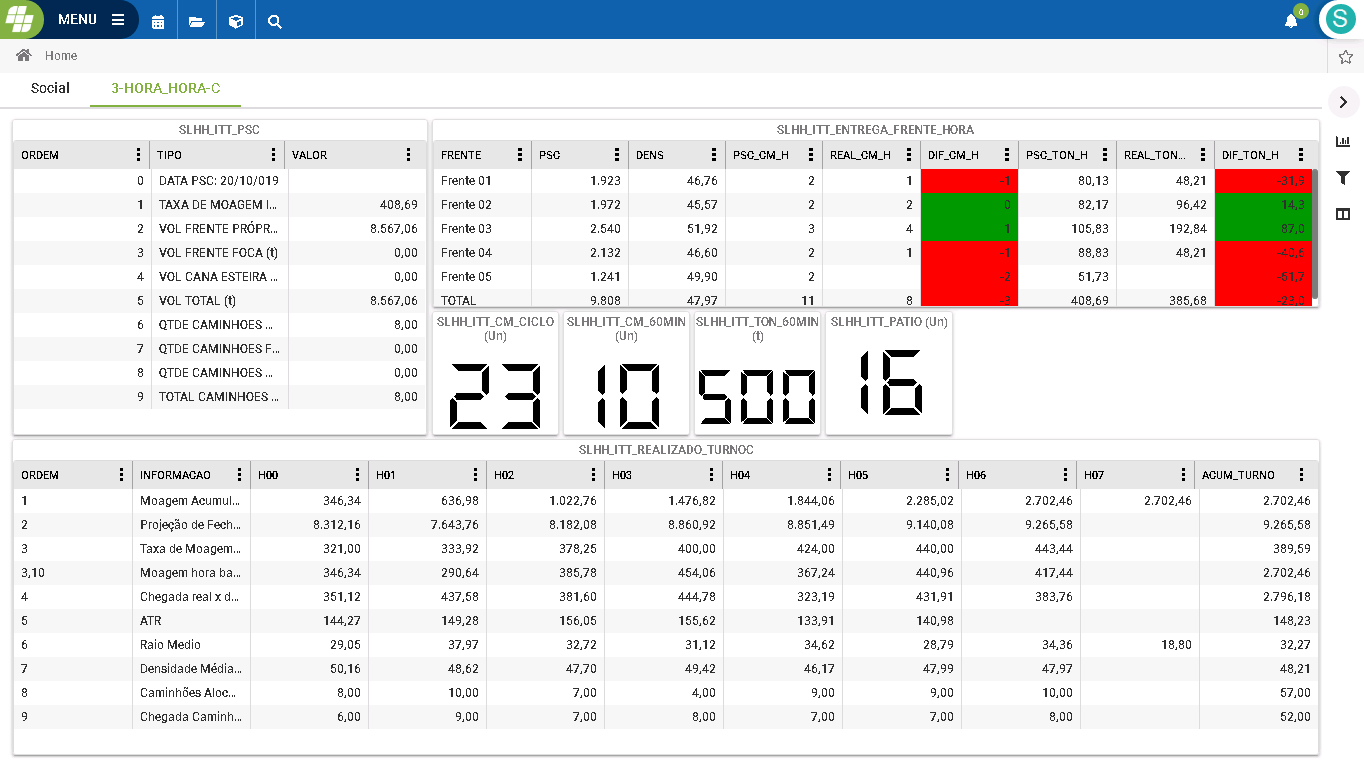 MENU
0
S
Home
Social 3-HORA_HORA-C
SLHH_ITT_PSC
ORDEM TIPO VALOR
0 DATA PSC: 20/10/019
1 TAXA DE MOAGEM I... 408,69
2 VOL FRENTE PRÓPR... 8.567,06
3 VOL FRENTE FOCA (t) 0,00
4 VOL CANA ESTEIRA ... 0,00
5 VOL TOTAL (t) 8.567,06
6 QTDE CAMINHOES ... 8,00
7 QTDE CAMINHOES F... 0,00
8 QTDE CAMINHOES ... 0,00
9 TOTAL CAMINHOES ... 8,00
SLHH_ITT_ENTREGA_FRENTE_HORA
FRENTE PSC DENS PSC_CM_H REAL_CM_H DIF_CM_H PSC_TON_H REAL_TON... DIF_TON_H
Frente 01 1.923 46,76 2 1 -1 80,13 48,21 -31,9
Frente 02 1.972 45,57 2 2 0 82,17 96,42 14,3
Frente 03 2.540 51,92 3 4 1 105,83 192,84 87,0
Frente 04 2.132 46,60 2 1 -1 88,83 48,21 -40,6
Frente 05 1.241 49,90 2 -2 51,73 -51,7
TOTAL 9.808 47,97 11 8 -3 408,69 385,68 -23,0
SLHH_ITT_CM_CICLO
(Un)
23
SLHH_ITT_CM_60MIN
(Un)
10
SLHH_ITT_TON_60MIN
(t)
500
SLHH_ITT_PATIO (Un)
16
SLHH_ITT_REALIZADO_TURNOC
ORDEM INFORMACAO H00 H01 H02 H03 H04 H05 H06 H07 ACUM_TURNO
1 Moagem Acumul... 346,34 636,98 1.022,76 1.476,82 1.844,06 2.285,02 2.702,46 2.702,46 2.702,46
2 Projeção de Fech... 8.312,16 7.643,76 8.182,08 8.860,92 8.851,49 9.140,08 9.265,58 9.265,58
3 Taxa de Moagem... 321,00 333,92 378,25 400,00 424,00 440,00 443,44 389,59
3,10 Moagem hora ba... 346,34 290,64 385,78 454,06 367,24 440,96 417,44 2.702,46
4 Chegada real x d... 351,12 437,58 381,60 444,78 323,19 431,91 383,76 2.796,18
5 ATR 144,27 149,28 156,05 155,62 133,91 140,98 148,23
6 Raio Medio 29,05 37,97 32,72 31,12 34,62 28,79 34,36 18,80 32,27
7 Densidade Média... 50,16 48,62 47,70 49,42 46,17 47,99 47,97 48,21
8 Caminhões Aloc... 8,00 10,00 7,00 4,00 9,00 9,00 10,00 57,00
9 Chegada Caminh... 6,00 9,00 7,00 8,00 7,00 7,00 8,00 52,00